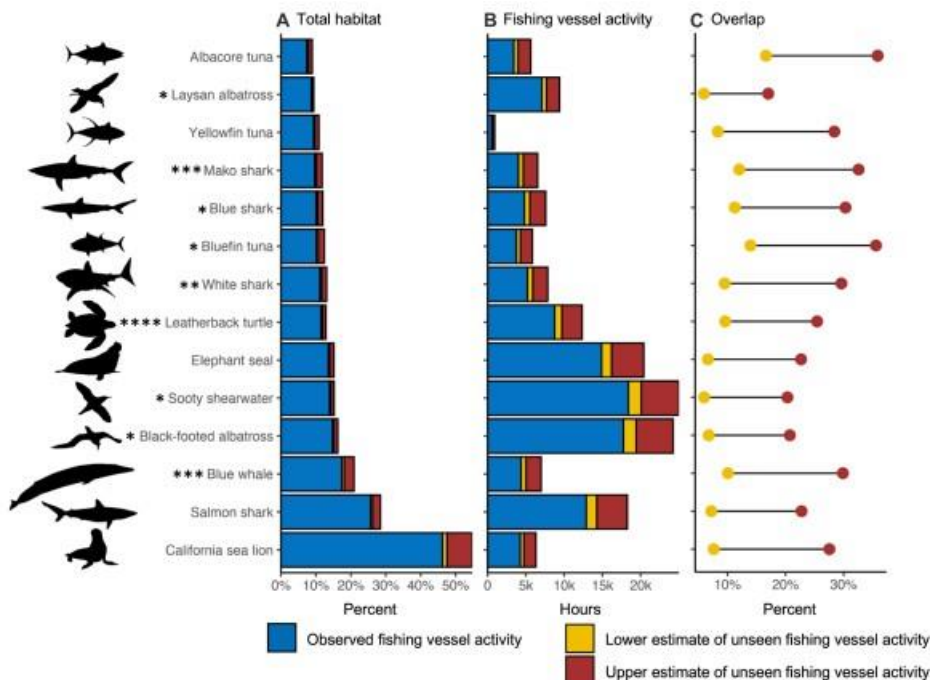 A Total habitat
B Fishing vessel activity
C Overlap
Albacore tuna
* Laysan albatross
Yellowfin tuna
*** Mako shark
* Blue shark
* Bluefin tuna
** White shark
**** Leatherback turtle
Elephant seal
* Sooty shearwater
* Black-footed albatross
*** Blue whale
Salmon shark
California sea lion
0% 10% 20% 30% 40% 50%
0 5k 10k 15k 20k
10% 20% 30%
Percent
Hours
Percent
Observed fishing vessel activity
Lower estimate of unseen fishing vessel activity
Upper estimate of unseen fishing vessel activity